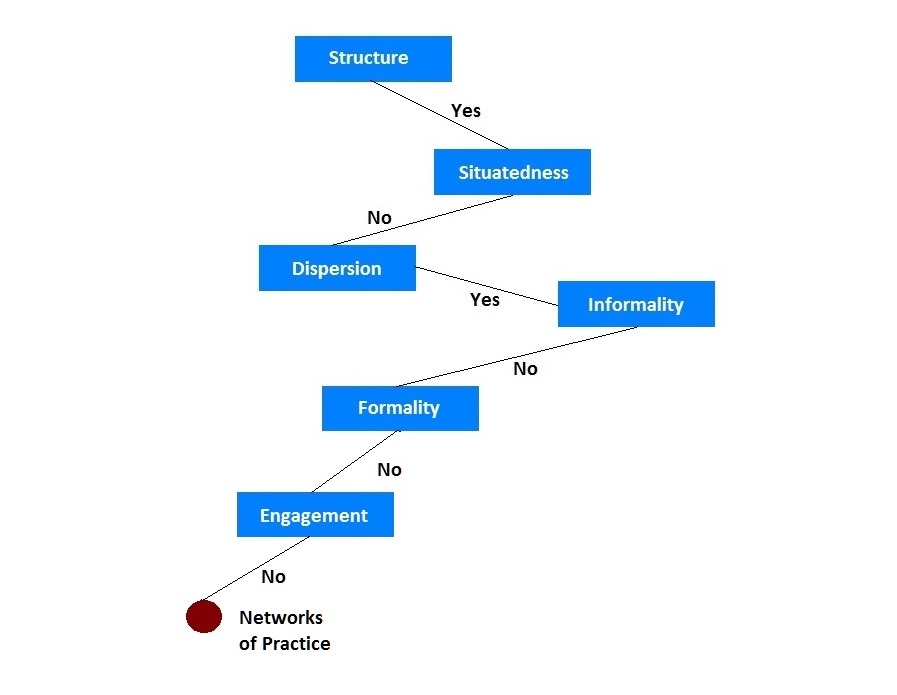 Structure
Yes
Situatedness
No
Dispersion
Yes
Informality
No
Formality
No
Engagement
No
Networks
of Practice